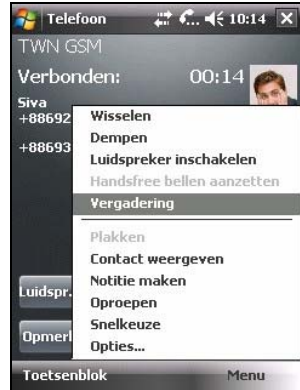 Telefoon 10:14
TWN GSM
Verbonden: 00:14
Siva
+88692
+88693
Wisselen
Dempen
Luidspreker inschakelen
Handsfree bellen aanzetten
Vergadering
Plakken
Contact weergeven
Notitie maken
Oproepen
Snelkeuze
Opties...
Luidspr.
Opmerl
Toetsenblok Menu